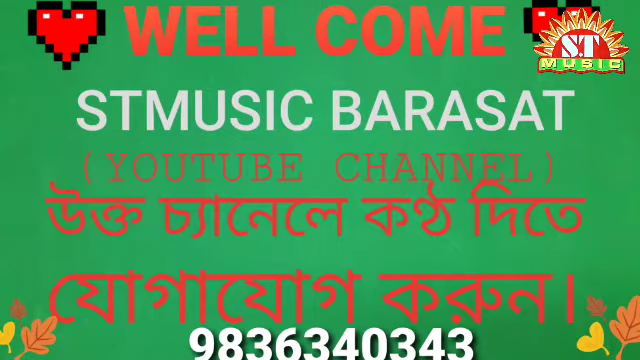 WELL COME
S.T
MUSIC
STMUSIC BARASAT
(YOUTUBE CHANNEL)
উক্ত চ্যানেলে কণ্ঠ দিতে
যোগাযোগ করুন।
9836340343